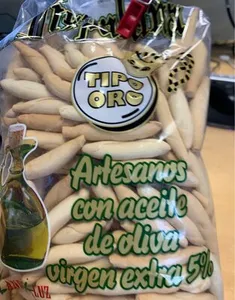 TIPO
ORO
Artesanos
con aceite
de oliva
virgen extra 5%